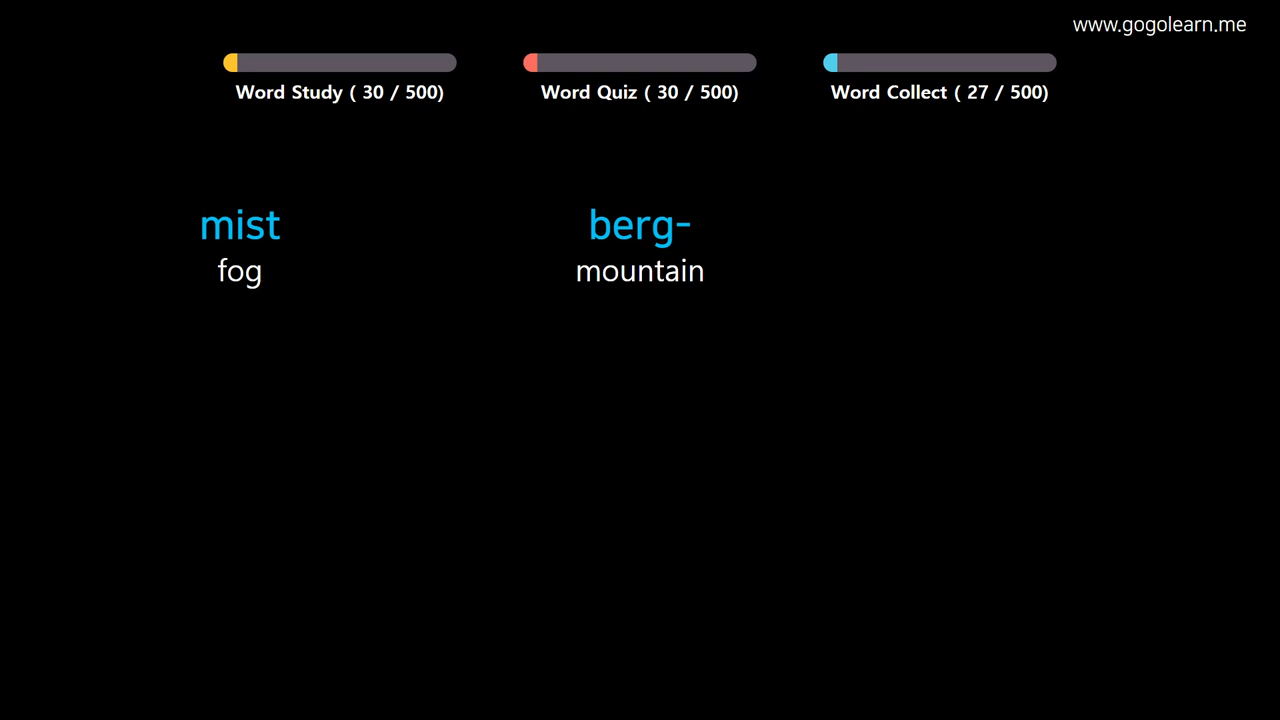 www.gogolearn.me
Word Study ( 30 / 500)
Word Quiz ( 30 / 500)
Word Collect ( 27 / 500)
mist
berg-
fog
mountain